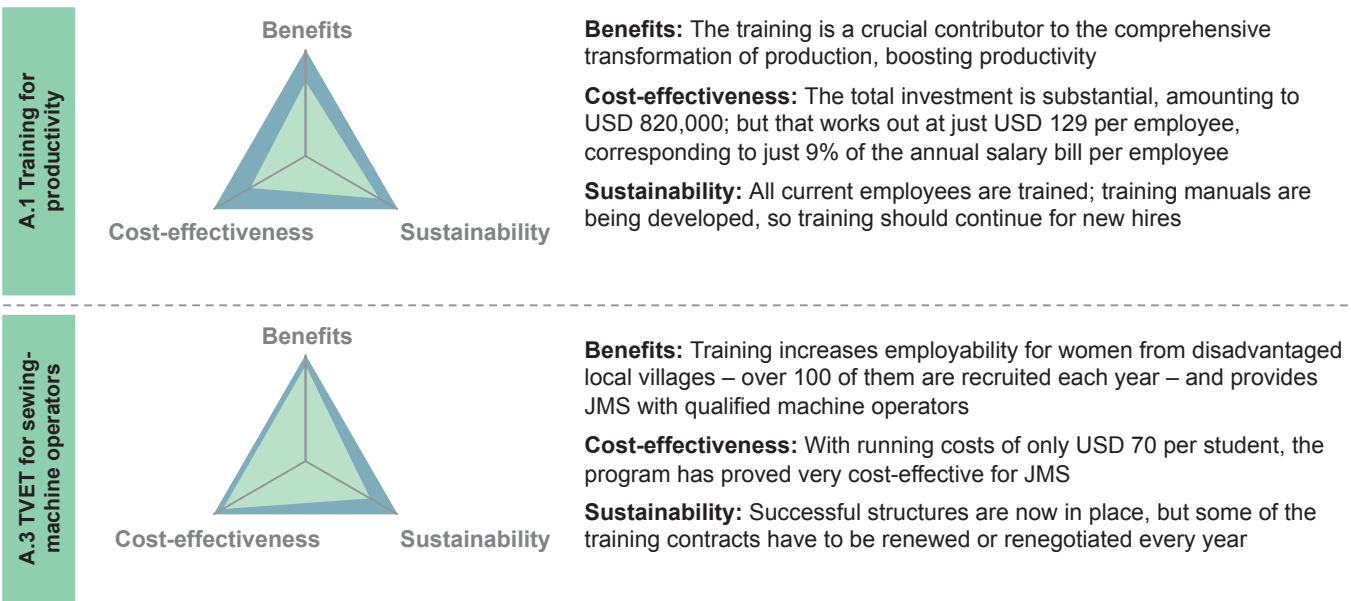 A.1 Training for
productivity
Benefits
Cost-effectiveness
Sustainability
Benefits: The training is a crucial contributor to the comprehensive
transformation of production, boosting productivity
Cost-effectiveness: The total investment is substantial, amounting to
USD 820,000; but that works out at just USD 129 per employee,
corresponding to just 9% of the annual salary bill per employee
Sustainability: All current employees are trained; training manuals are
being developed, so training should continue for new hires
A.3 TVET for sewing-
machine operators
Benefits
Cost-effectiveness
Sustainability
Benefits: Training increases employability for women from disadvantaged
local villages – over 100 of them are recruited each year – and provides
JMS with qualified machine operators
Cost-effectiveness: With running costs of only USD 70 per student, the
program has proved very cost-effective for JMS
Sustainability: Successful structures are now in place, but some of the
training contracts have to be renewed or renegotiated every year